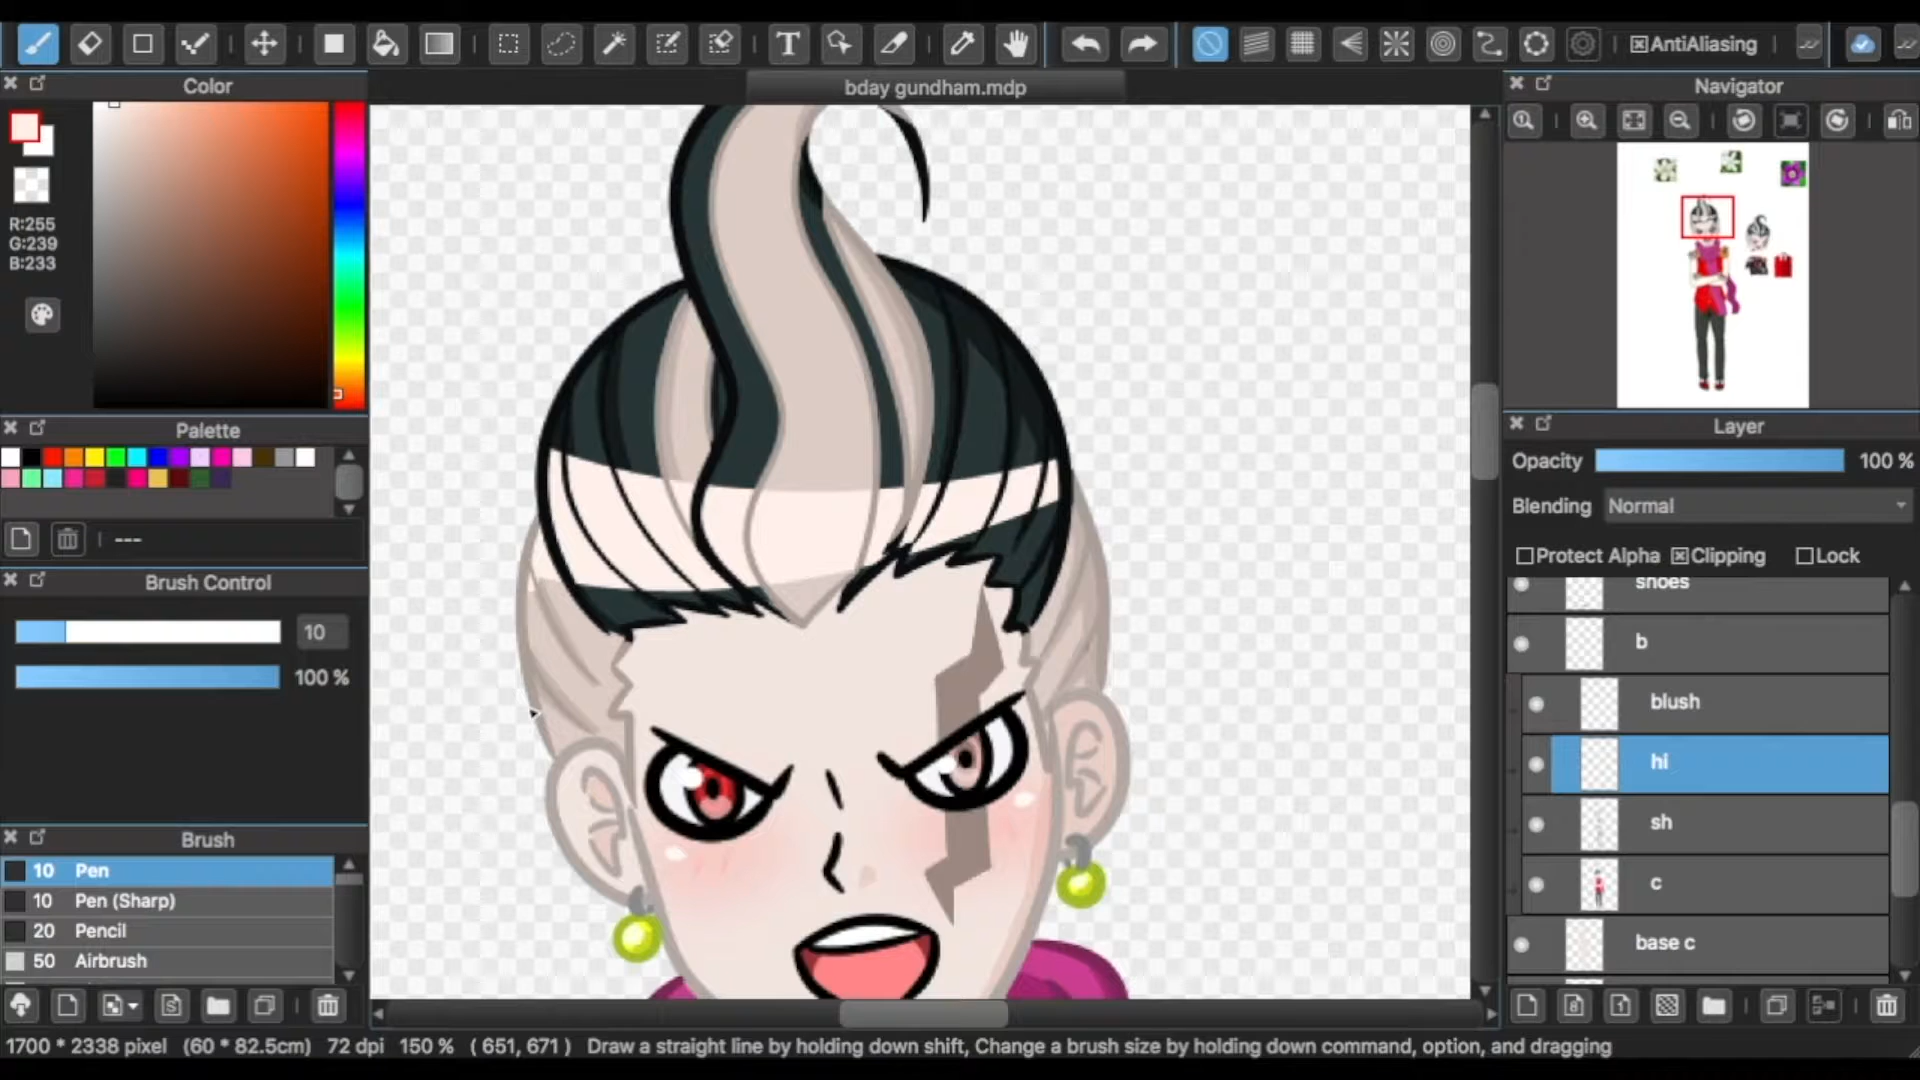 AntiAliasing
Color
bday gundham.mdp
Navigator
R:255
G:239
B:233
Palette
---
Brush Control
10
100 %
Brush
10 Pen
10 Pen (Sharp)
20 Pencil
50 Airbrush
Layer
Opacity 100 %
Blending Normal
Protect Alpha Clipping Lock
shoes
b
blush
hi
sh
c
base c
1700 * 2338 pixel (60 * 82.5cm) 72 dpi 150 % ( 651, 671 ) Draw a straight line by holding down shift, Change a brush size by holding down command, option, and dragging